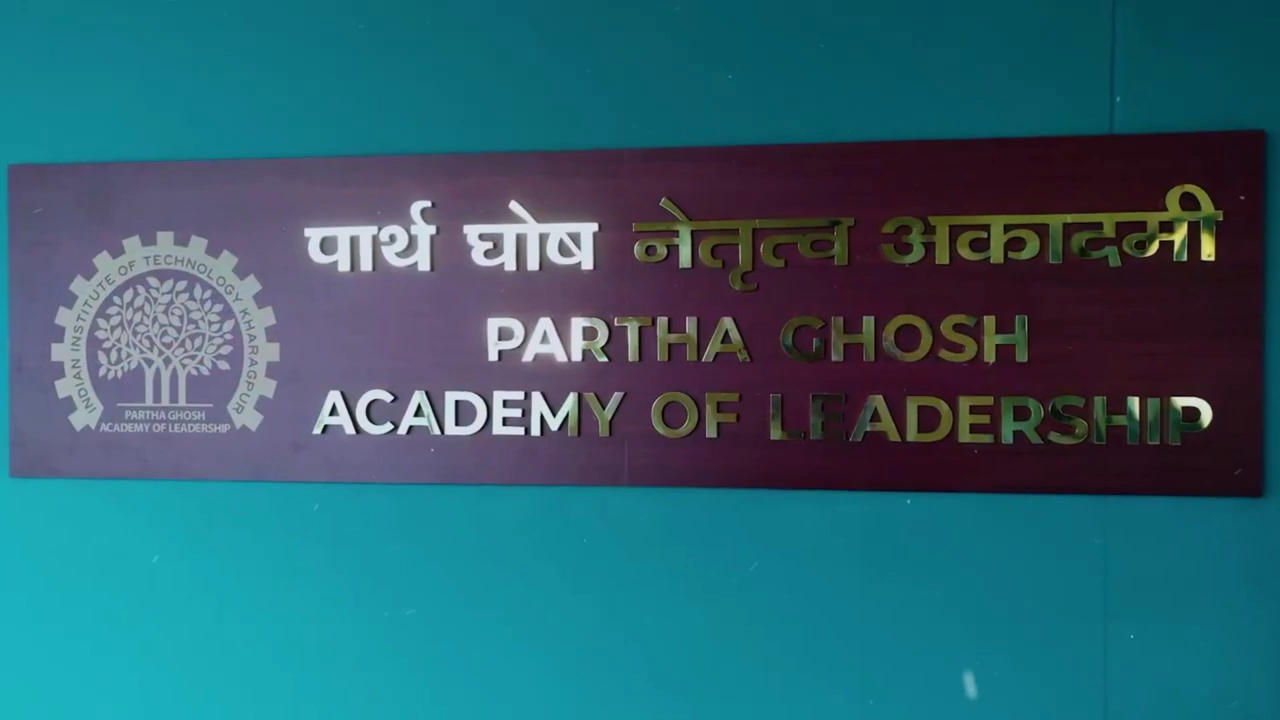 INDIAN INSTITUTE OF TECHNOLOGY KHARAGPUR
PARTHA GHOSH
ACADEMY OF LEADERSHIP
पार्थ घोष नेतृत्व अकादमी
PARTHA GHOSH
ACADEMY OF LEADERSHIP